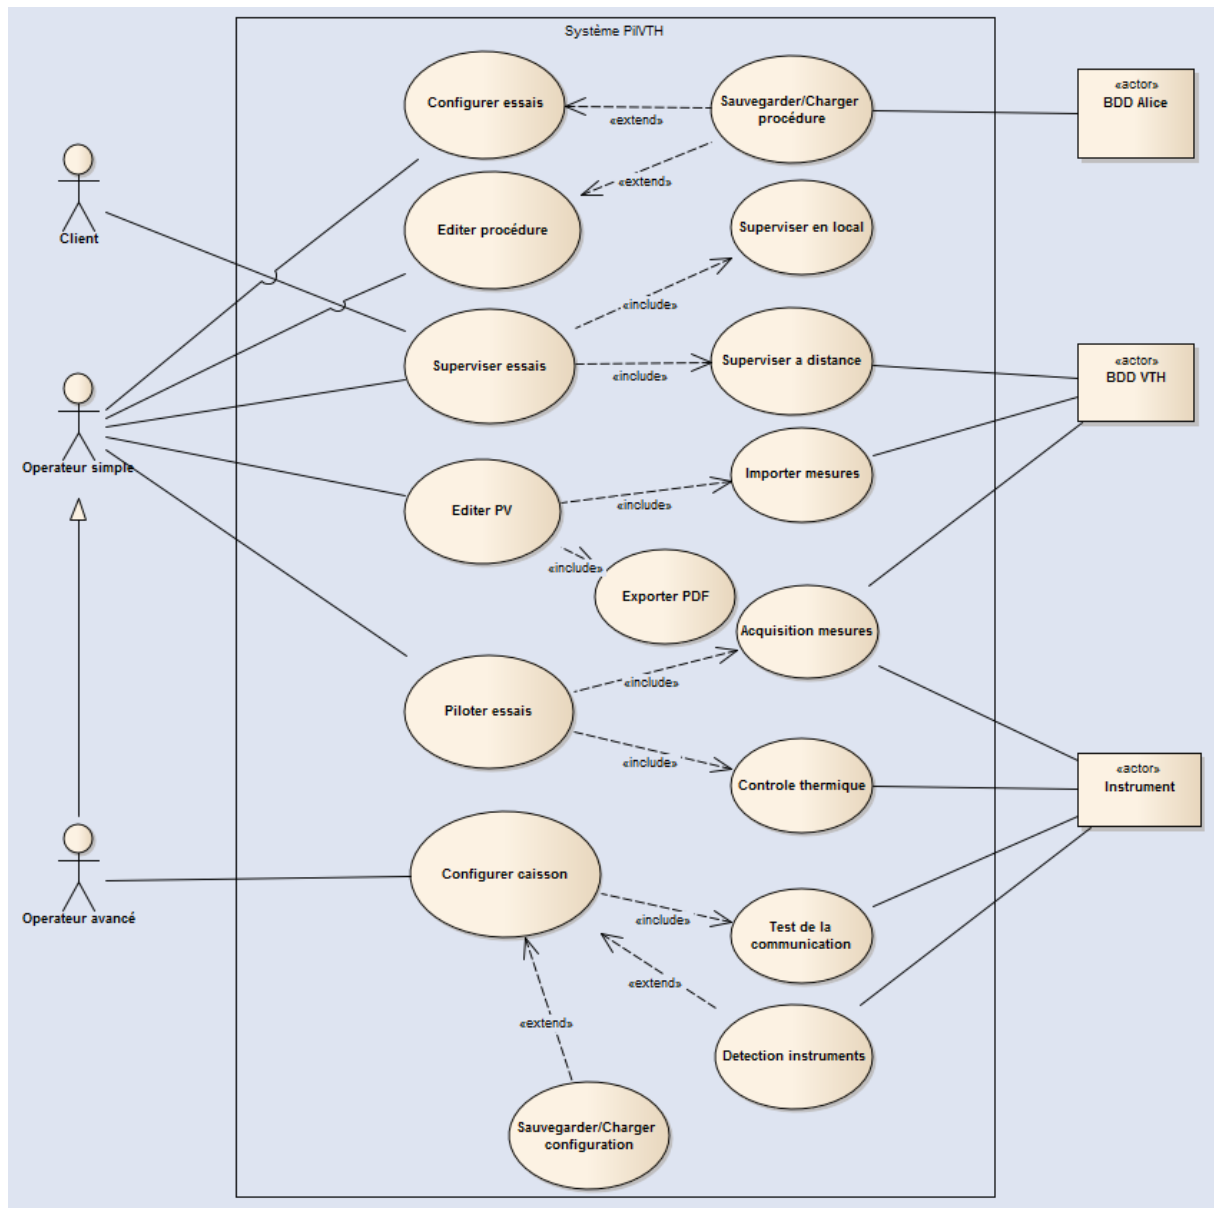 Système PilVTH
Configurer essais
«extend»
Sauvegarder/Charger
procédure
«actor»
BDD Alice
«extend»
Client
Editer procédure
Superviser en local
«include»
Superviser essais
«include»
Superviser a distance
«actor»
BDD VTH
Operateur simple
Editer PV
«include»
Importer mesures
«include»
Exporter PDF
Acquisition mesures
«include»
Piloter essais
«include»
Controle thermique
«actor»
Instrument
Operateur avancé
Configurer caisson
«include»
Test de la
communication
«extend»
«extend»
Detection instruments
Sauvegarder/Charger
configuration